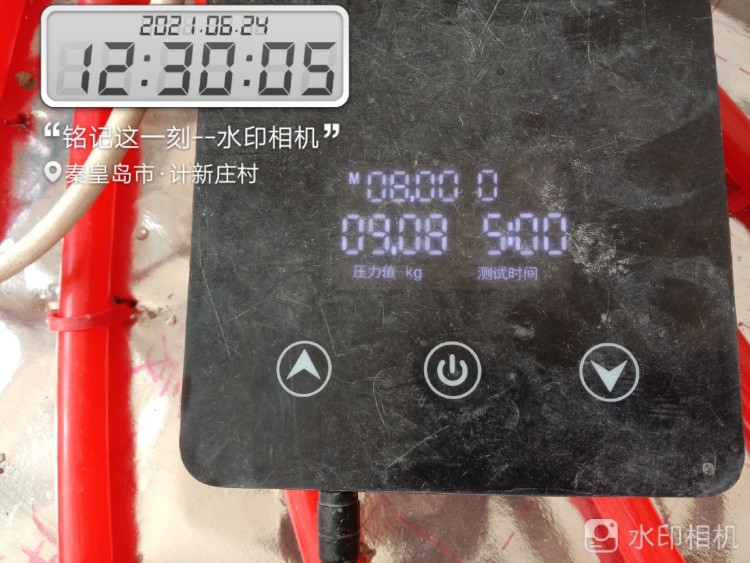 2021.06.24
12:30:05
“铭记这一刻--水印相机”
秦皇岛市·计新庄村
M 08.00 0
09.08 5:00
压力值 kg 测试时间
水印相机